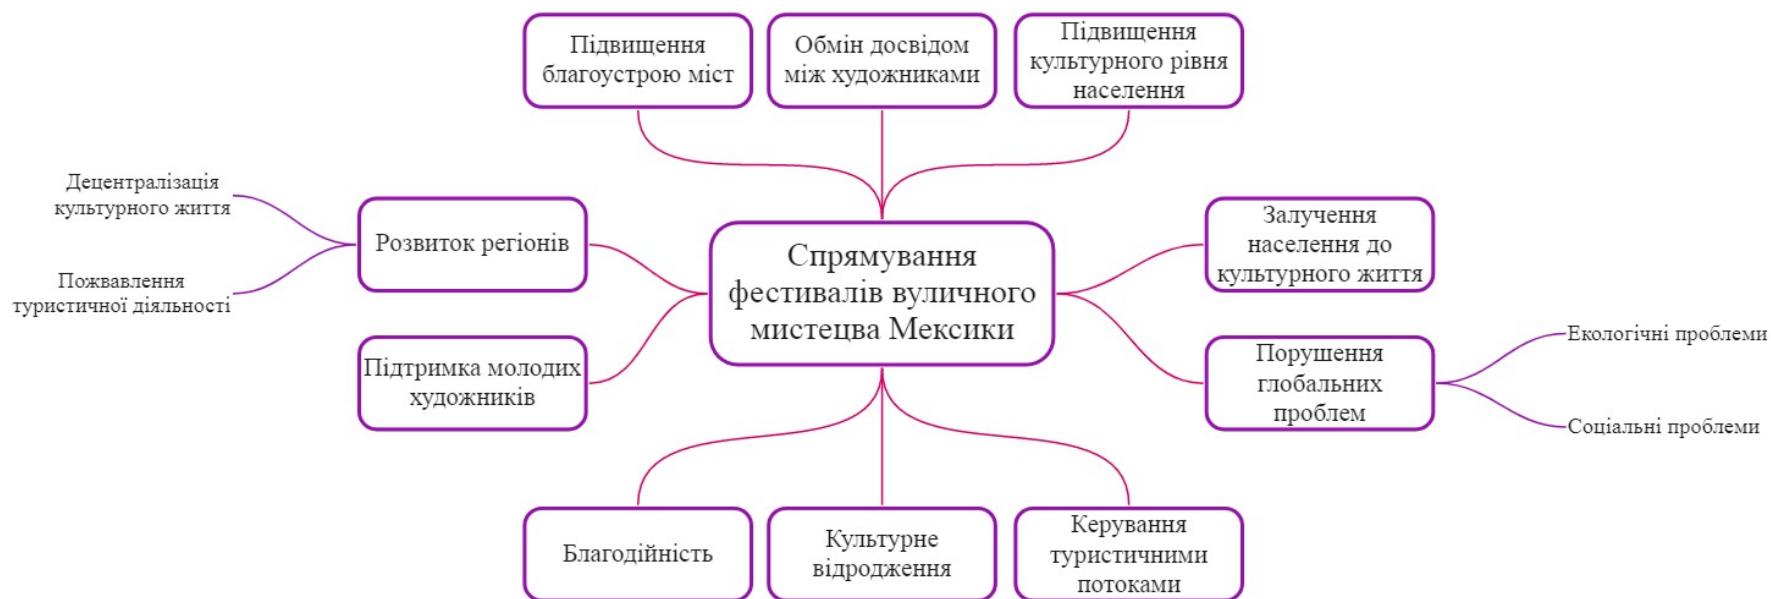 Підвищення
благоустрою міст
Обмін досвідом
між художниками
Підвищення
культурного рівня
населення
Децентралізація
культурного життя
Пожвавлення
туристичної діяльності
Розвиток регіонів
Підтримка молодих
художників
Спрямування
фестивалів вуличного
мистецва Мексики
Залучення
населення до
культурного життя
Порушення
глобальних
проблем
Екологічні проблеми
Соціальні проблеми
Благодійність
Культурне
відродження
Керування
туристичними
потоками